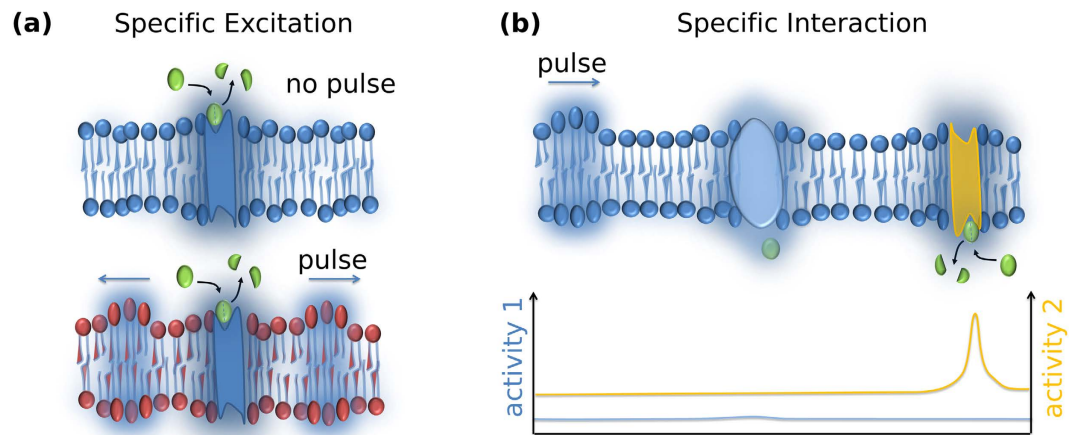 (a) Specific Excitation
no pulse
pulse
(b) Specific Interaction
pulse
activity 1
activity 2